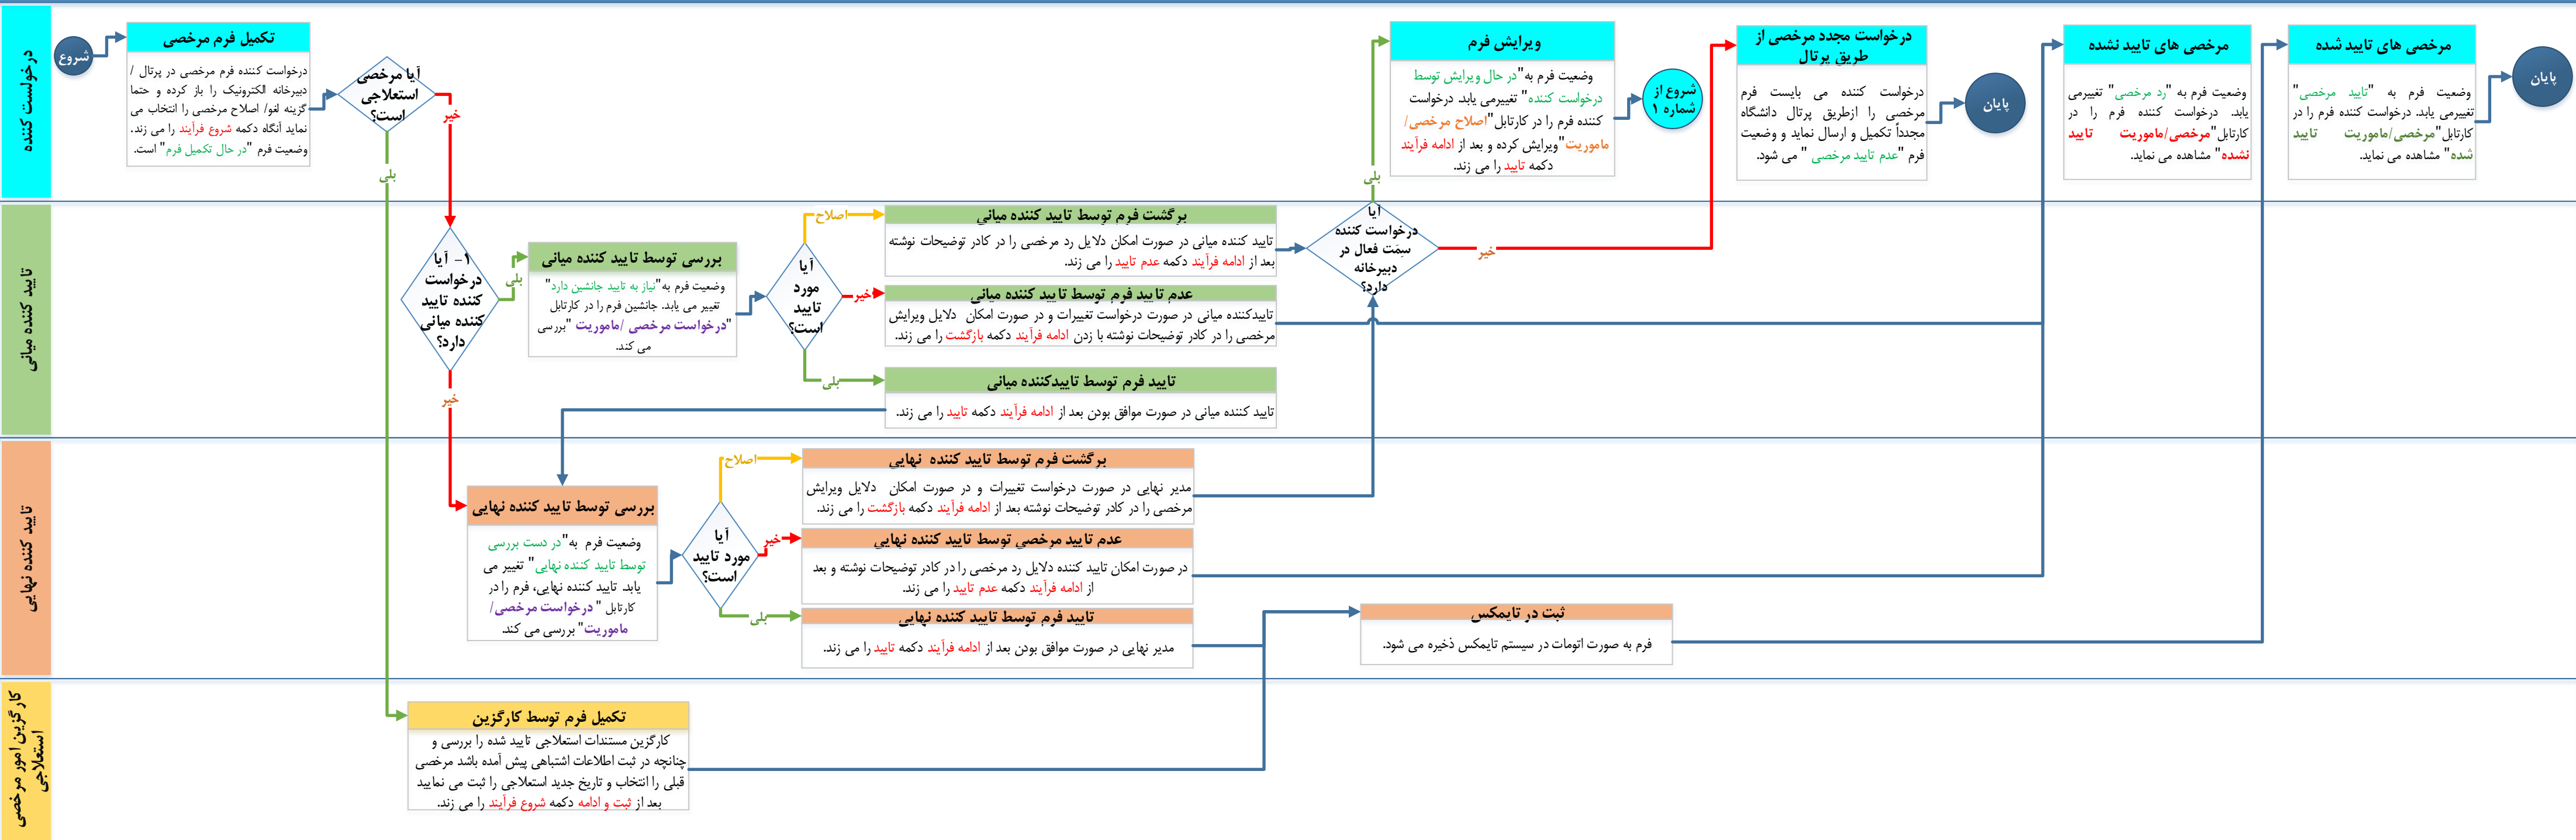 درخواست کننده
شروع
تکمیل فرم مرخصی
درخواست کننده فرم مرخصی در پرتال /
دبیرخانه الکترونیک را باز کرده و حتما
گزینه لغو/ اصلاح مرخصی را انتخاب می
نماید آنگاه دکمه شروع فرآیند را می زند.
وضعیت فرم "در حال تکمیل فرم" است.
آیا مرخصی
استعلاجی
است؟
خیر
بلی
ویرایش فرم
وضعیت فرم به"در حال ویرایش توسط
درخواست کننده" تغییرمی یابد. درخواست
کننده فرم را در کارتابل"اصلاح مرخصی/
ماموریت"ویرایش کرده و بعد از ادامه فرآیند
دکمه تایید را می زند.
شروع از
شماره ۱
درخواست مجدد مرخصی از
طریق پرتال
درخواست کننده می بایست فرم
مرخصی را ازطریق پرتال دانشگاه
مجدداً تکمیل و ارسال نماید و وضعیت
فرم "عدم تایید مرخصی " می شود.
پایان
مرخصی های تایید نشده
وضعیت فرم به "رد مرخصی" تغییرمی
یابد. درخواست کننده فرم را در
کارتابل"مرخصی/ماموریت تایید
نشده" مشاهده می نماید.
مرخصی های تایید شده
وضعیت فرم به "تایید مرخصی"
تغییرمی یابد. درخواست کننده فرم را در
کارتابل"مرخصی/ماموریت تایید
شده" مشاهده می نماید.
پایان
تایید کننده میانی
۱- آیا
درخواست
کننده تایید
کننده میانی
دارد؟
بلی
خیر
بررسی توسط تایید کننده میانی
وضعیت فرم به"نیاز به تایید جانشین دارد"
تغییر می یابد. جانشین فرم را در کارتابل
"درخواست مرخصی /ماموریت "بررسی
می کند.
آیا
مورد
تایید
است؟
اصلاح
خیر
بلی
برگشت فرم توسط تایید کننده میانی
تایید کننده میانی در صورت امکان دلایل رد مرخصی را در کادر توضیحات نوشته
بعد از ادامه فرآیند دکمه عدم تایید را می زند.
عدم تایید فرم توسط تایید کننده میانی
تاییدکننده میانی در صورت درخواست تغییرات و در صورت امکان دلایل ویرایش
مرخصی را در کادر توضیحات نوشته با زدن ادامه فرآیند دکمه بازگشت را می زند.
تایید فرم توسط تاییدکننده میانی
تایید کننده میانی در صورت موافق بودن بعد از ادامه فرآیند دکمه تایید را می زند.
آیا
درخواست کننده
سِمَت فعال در
دبیرخانه
دارد؟
بلی
خیر
تایید کننده نهایی
بررسی توسط تایید کننده نهایی
وضعیت فرم به"در دست بررسی
توسط تایید کننده نهایی" تغییر می
یابد. تایید کننده نهایی، فرم را در
کارتابل " درخواست مرخصی/
ماموریت" بررسی می کند.
آیا
مورد تایید
است؟
اصلاح
خیر
بلی
برگشت فرم توسط تایید کننده نهایی
مدیر نهایی در صورت درخواست تغییرات و در صورت امکان دلایل ویرایش
مرخصی را در کادر توضیحات نوشته بعد از ادامه فرآیند دکمه بازگشت را می زند.
عدم تایید مرخصی توسط تایید کننده نهایی
در صورت امکان تایید کننده دلایل رد مرخصی را در کادر توضیحات نوشته و بعد
از ادامه فرآیند دکمه عدم تایید را می زند.
تایید فرم توسط تایید کننده نهایی
مدیر نهایی در صورت موافق بودن بعد از ادامه فرآیند دکمه تایید را می زند.
ثبت در تایمکس
فرم به صورت اتومات در سیستم تایمکس ذخیره می شود.
کارگزین امور مرخصی
استعلاجی
تکمیل فرم توسط کارگزین
کارگزین مستندات استعلاجی تایید شده را بررسی و
چنانچه در ثبت اطلاعات اشتباهی پیش آمده باشد مرخصی
قبلی را انتخاب و تاریخ جدید استعلاجی را ثبت می نمایید
بعد از ثبت و ادامه دکمه شروع فرآیند را می زند.